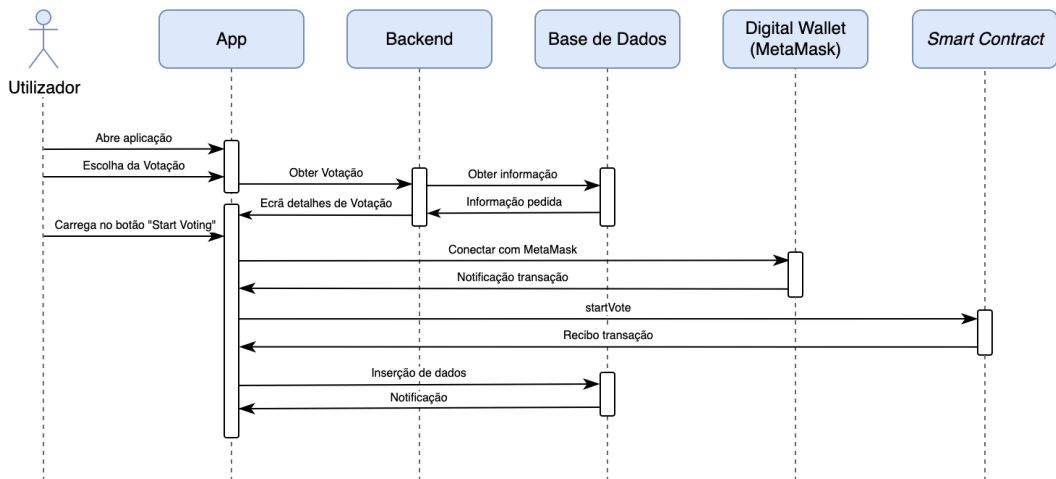 App
Backend
Base de Dados
Digital Wallet
(MetaMask)
Smart Contract
Utilizador
Abre aplicação
Escolha da Votação
Obter Votação
Obter informação
Ecrã detalhes de Votação
Informação pedida
Carrega no botão "Start Voting"
Conectar com MetaMask
Notificação transação
startVote
Recibo transação
Inserção de dados
Notificação